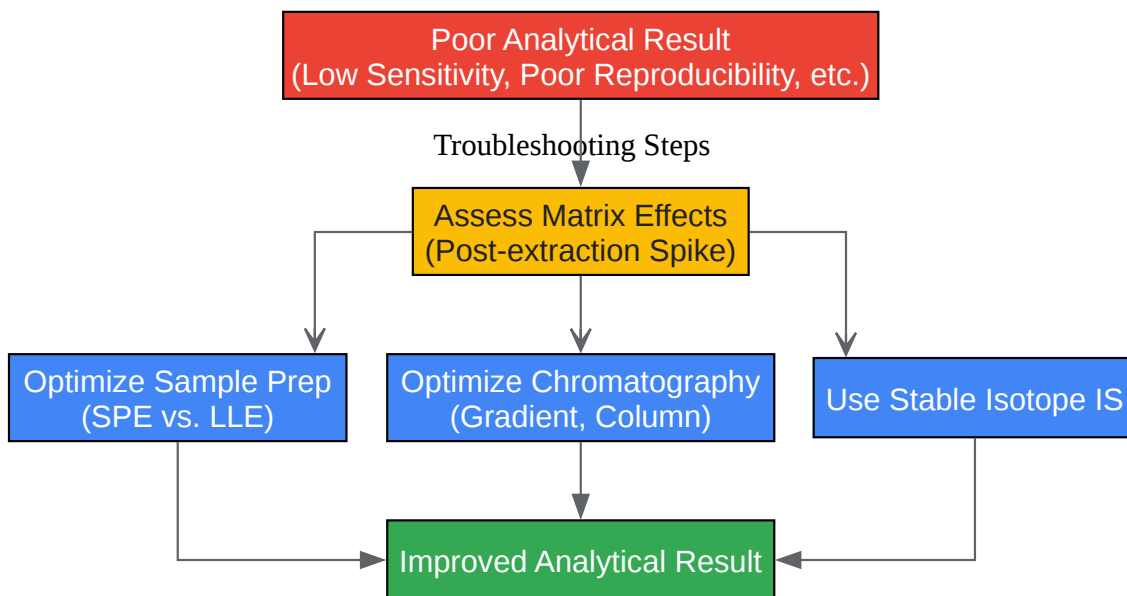 Poor Analytical Result
(Low Sensitivity, Poor Reproducibility, etc.)
Troubleshooting Steps
Assess Matrix Effects
(Post-extraction Spike)
Optimize Sample Prep
(SPE vs. LLE)
Optimize Chromatography
(Gradient, Column)
Use Stable Isotope IS
Improved Analytical Result